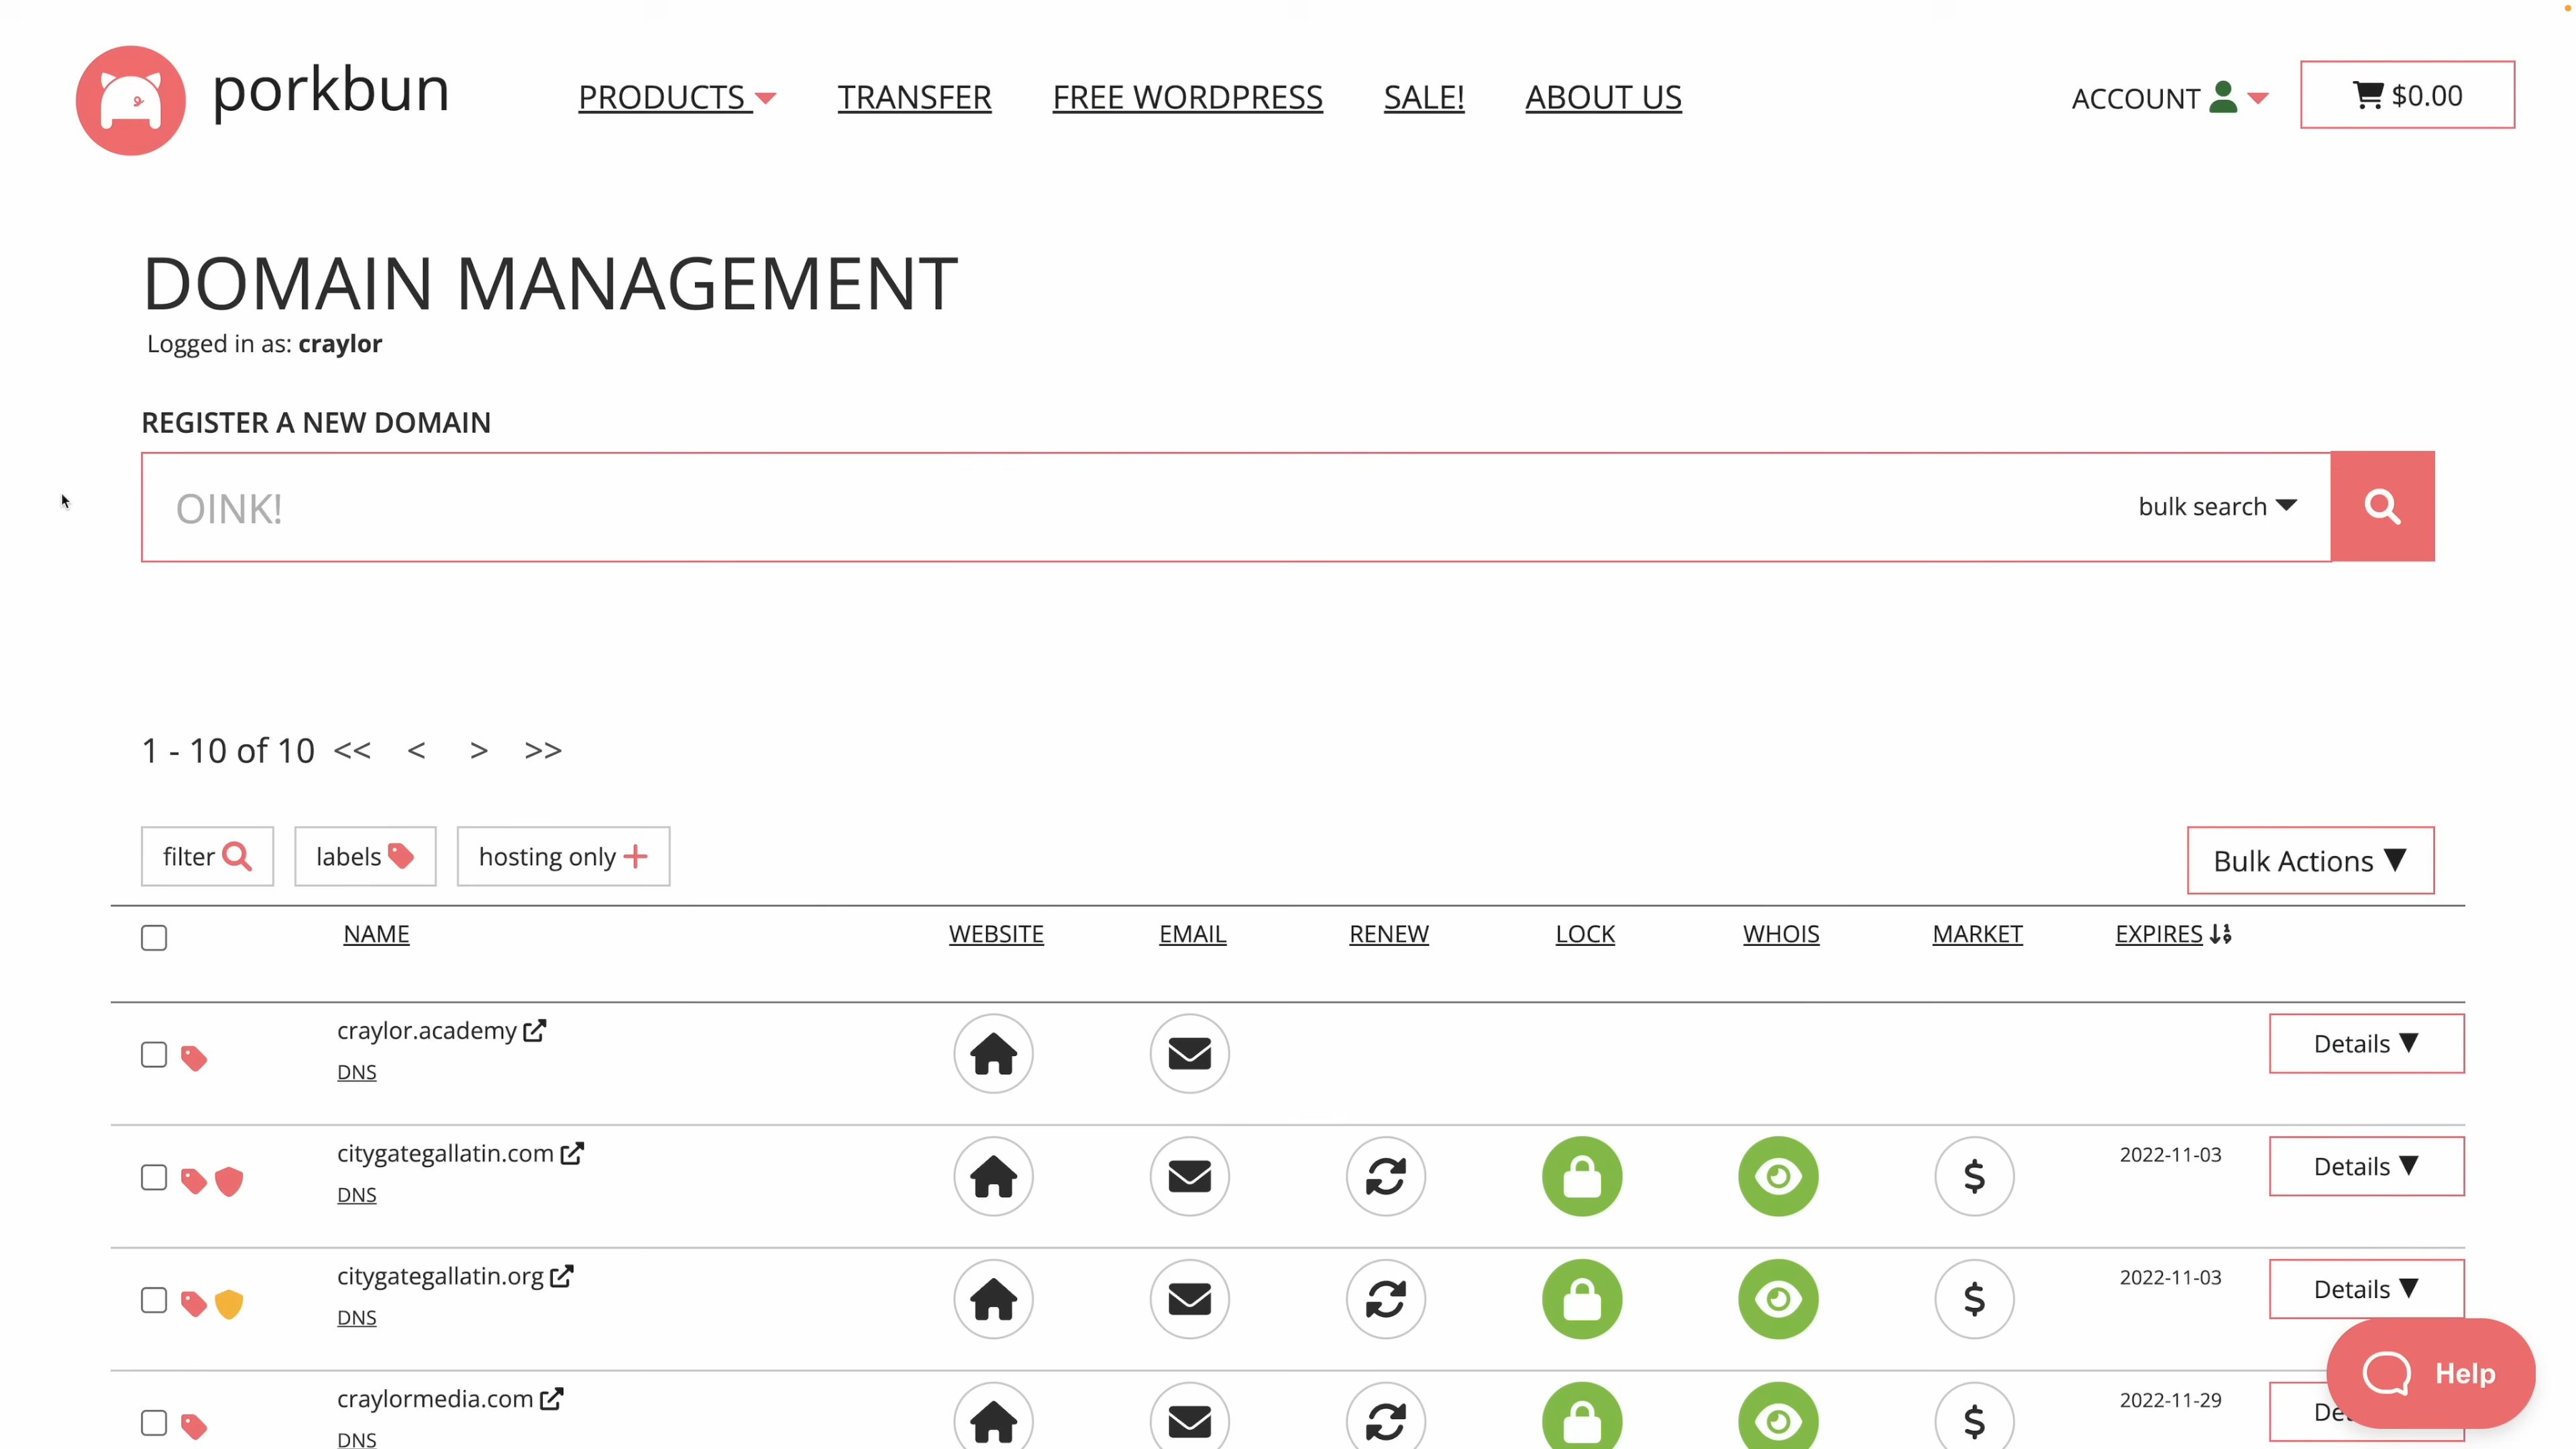 porkbun
PRODUCTS TRANSFER FREE WORDPRESS SALE! ABOUT US ACCOUNT $0.00
DOMAIN MANAGEMENT
Logged in as: craylor
REGISTER A NEW DOMAIN
OINK! bulk search
1 - 10 of 10 << < > >>
filter labels hosting only Bulk Actions ▼
NAME WEBSITE EMAIL RENEW LOCK WHOIS MARKET EXPIRES
craylor.academy Details ▼
DNS
citygategallatin.com $ 2022-11-03 Details ▼
DNS
citygategallatin.org $ 2022-11-03 Details ▼
DNS
Help
craylormedia.com $ 2022-11-29
DNS